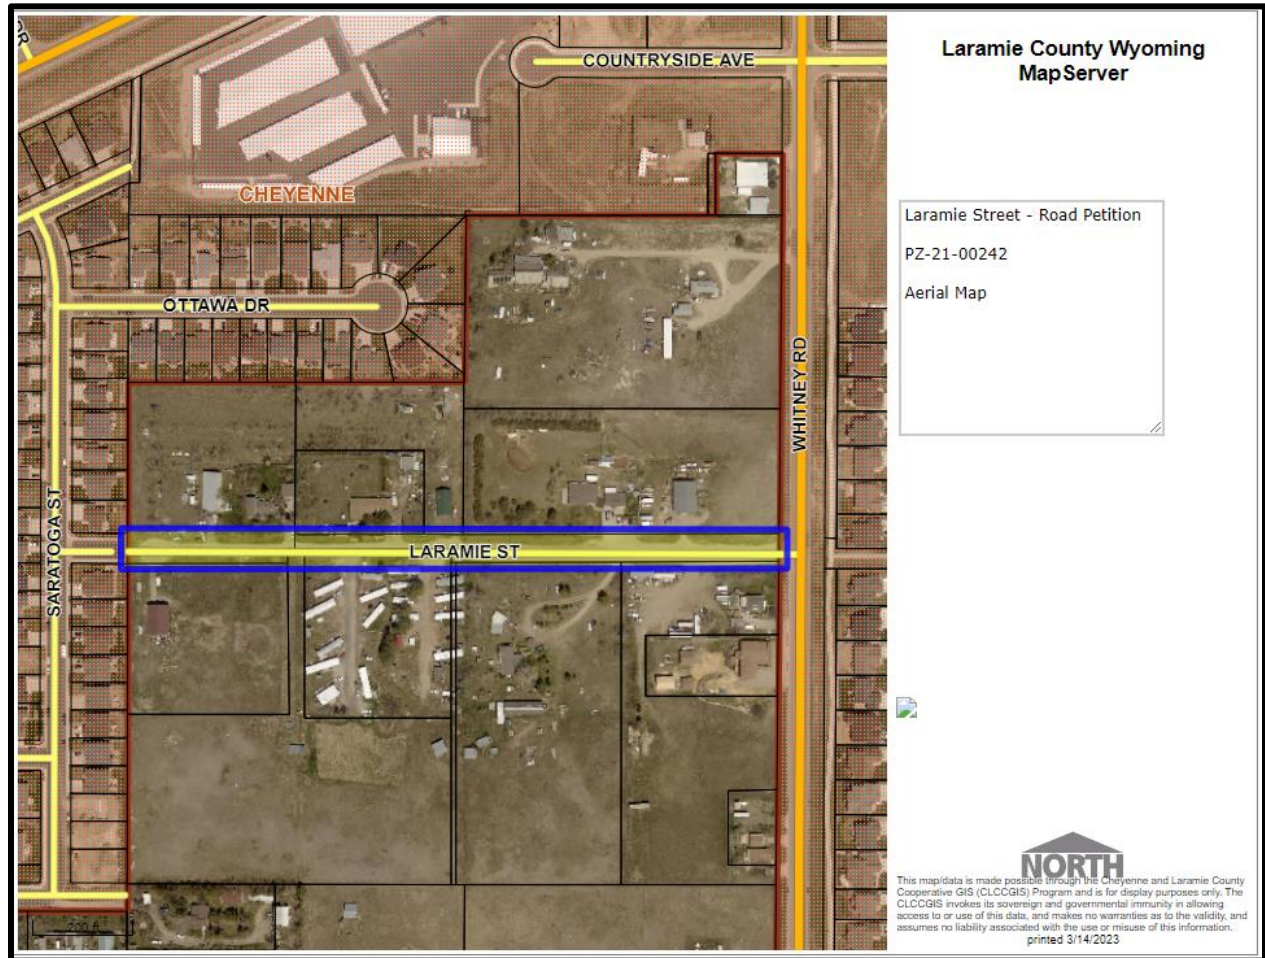 DR
COUNTRYSIDE AVE
CHEYENNE
OTTAWA DR
WHITNEY RD
SARATOGA ST
LARAMIE ST
200 ft
Laramie County Wyoming
MapServer
Laramie Street - Road Petition
PZ-21-00242
Aerial Map
NORTH
This map/data is made possible through the Cheyenne and Laramie County
Cooperative GIS (CLCCGIS) Program and is for display purposes only. The
CLCCGIS invokes its sovereign and governmental immunity in allowing
access to or use of this data, and makes no warranties as to the validity, and
assumes no liability associated with the use or misuse of this information.
printed 3/14/2023